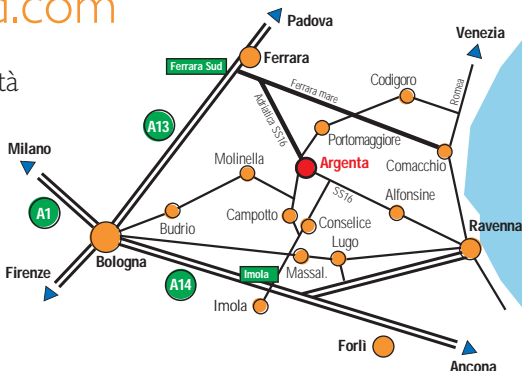 d.com
tà
Padova
Venezia
Ferrara Sud
Ferrara
Ferrara mare
Codigoro
Romea
Adriatica SS16
A13
Portomaggiore
Milano
Molinella
Argenta
Comacchio
SS16
Alfonsine
A1
Campotto
Conselice
Budrio
Lugo
Ravenna
Bologna
Firenze
Imola
Massal.
A14
Imola
Forlì
Ancona